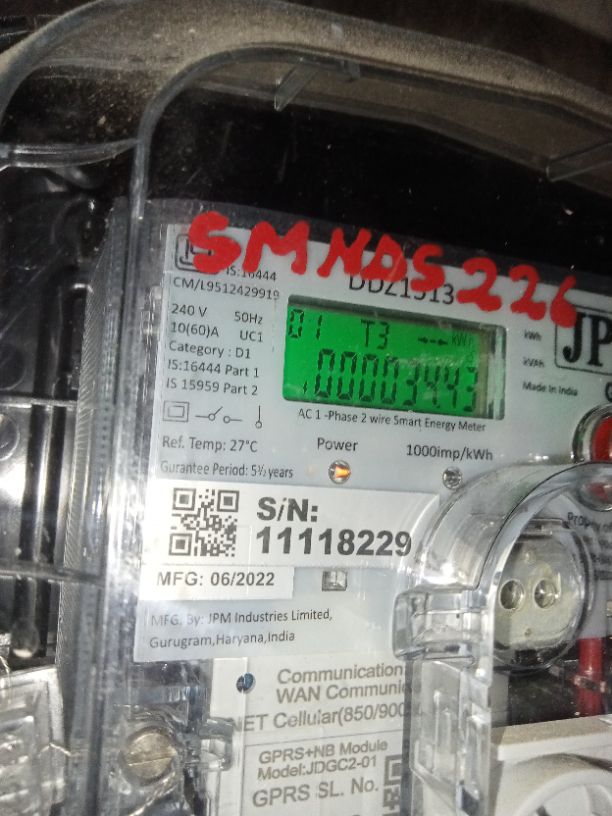 SMNDS226
IS:16444
CM/L9512429919
DDZ1513
240 V 50Hz
10(60)A UC1
Category : D1
IS:16444 Part 1
IS 15959 Part 2
01 T3 kWh
00003443
kWh
kVAh
JP
Made in India
AC 1 -Phase 2 wire Smart Energy Meter
Ref. Temp: 27°C Power 1000imp/kWh
Gurantee Period: 5½ years
S/N:
11118229
MFG: 06/2022
MFG. By: JPM Industries Limited,
Gurugram,Haryana,India
Communication
WAN
NET Cellular(850/900
GPRS+NB Module
Model:JDGC2-01
GPRS SL. No.